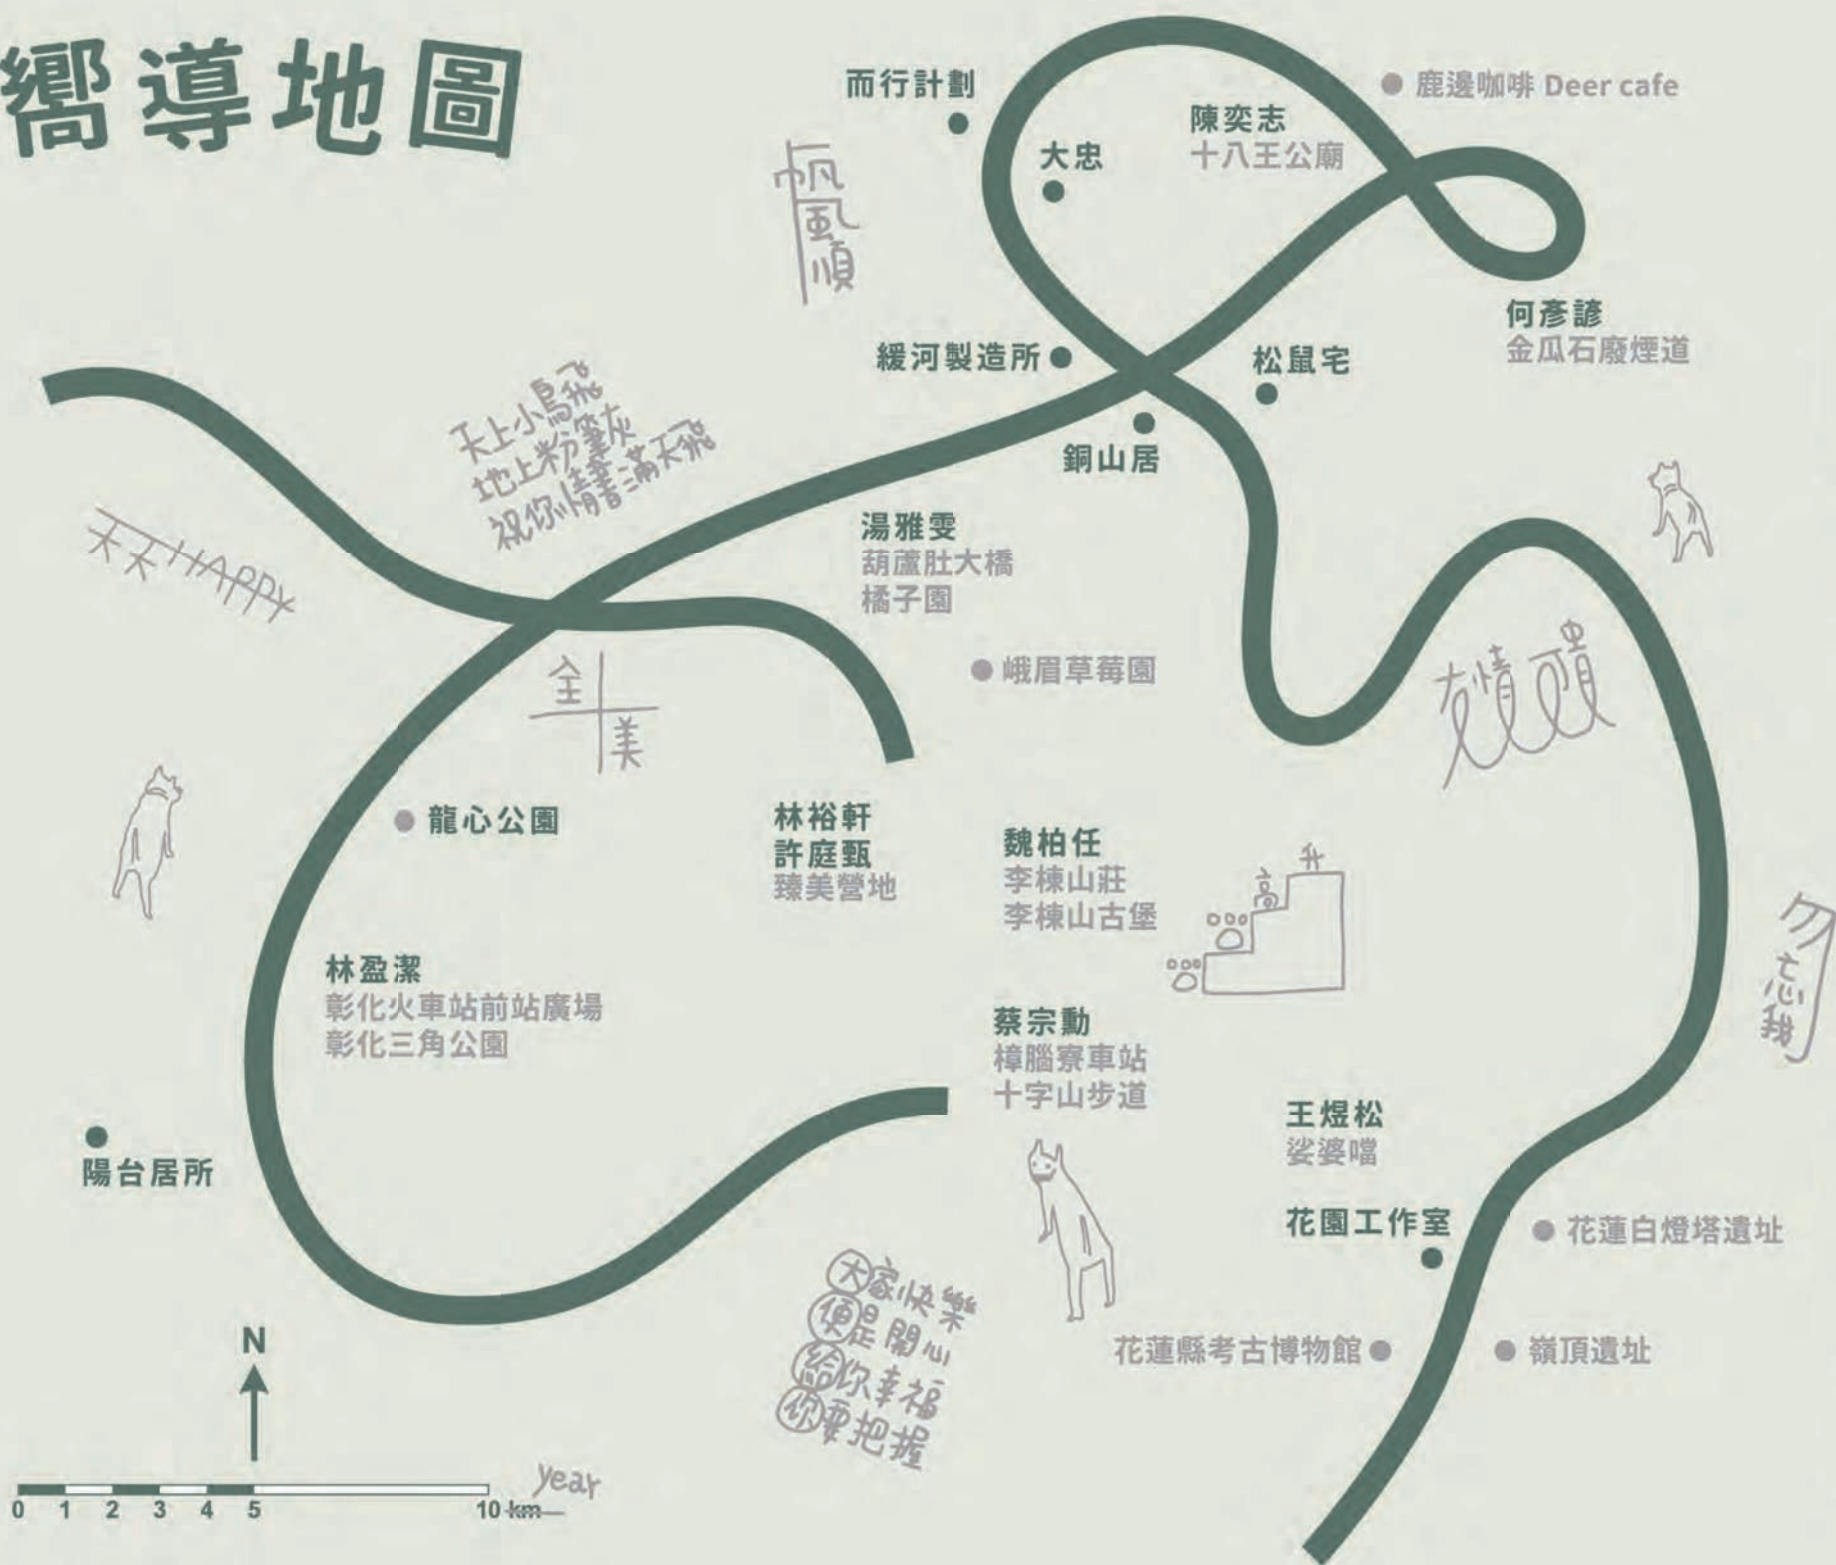 嚮導地圖
而行計劃
大忠
陳奕志
十八王公廟
鹿邊咖啡 Deer cafe
帆風順
何彥諺
金瓜石廢煙道
緩河製造所
松鼠宅
銅山居
天上小鳥飛
地上粉筆灰
祝你情書滿天飛
天天HAPPY
湯雅雯
葫蘆肚大橋
橘子園
峨眉草莓園
全
美
龍心公園
林裕軒
許庭甄
臻美營地
魏柏任
李棟山莊
李棟山古堡
高
升
勿忘我
林盈潔
彰化火車站前站廣場
彰化三角公園
蔡宗勳
樟腦寮車站
十字山步道
陽台居所
王煜松
娑婆噹
花園工作室
花蓮白燈塔遺址
大家快樂
便是開心
給你幸福
你要把握
花蓮縣考古博物館
嶺頂遺址
N
0 1 2 3 4 5 10 km
year